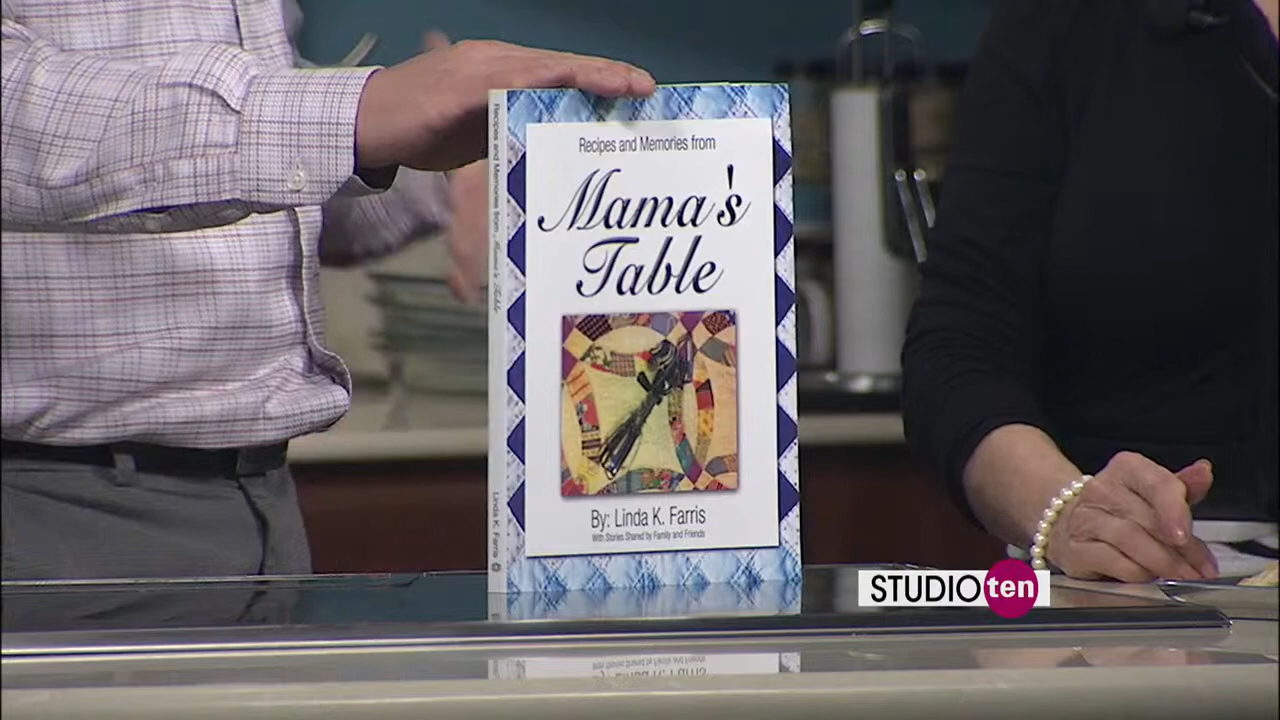 Recipes and Memories from
Mama's
Table
By: Linda K. Farris
With Stories Shared by Family and Friends
Recipes and Memories from Mama's Table
Linda K. Farris
STUDIO ten